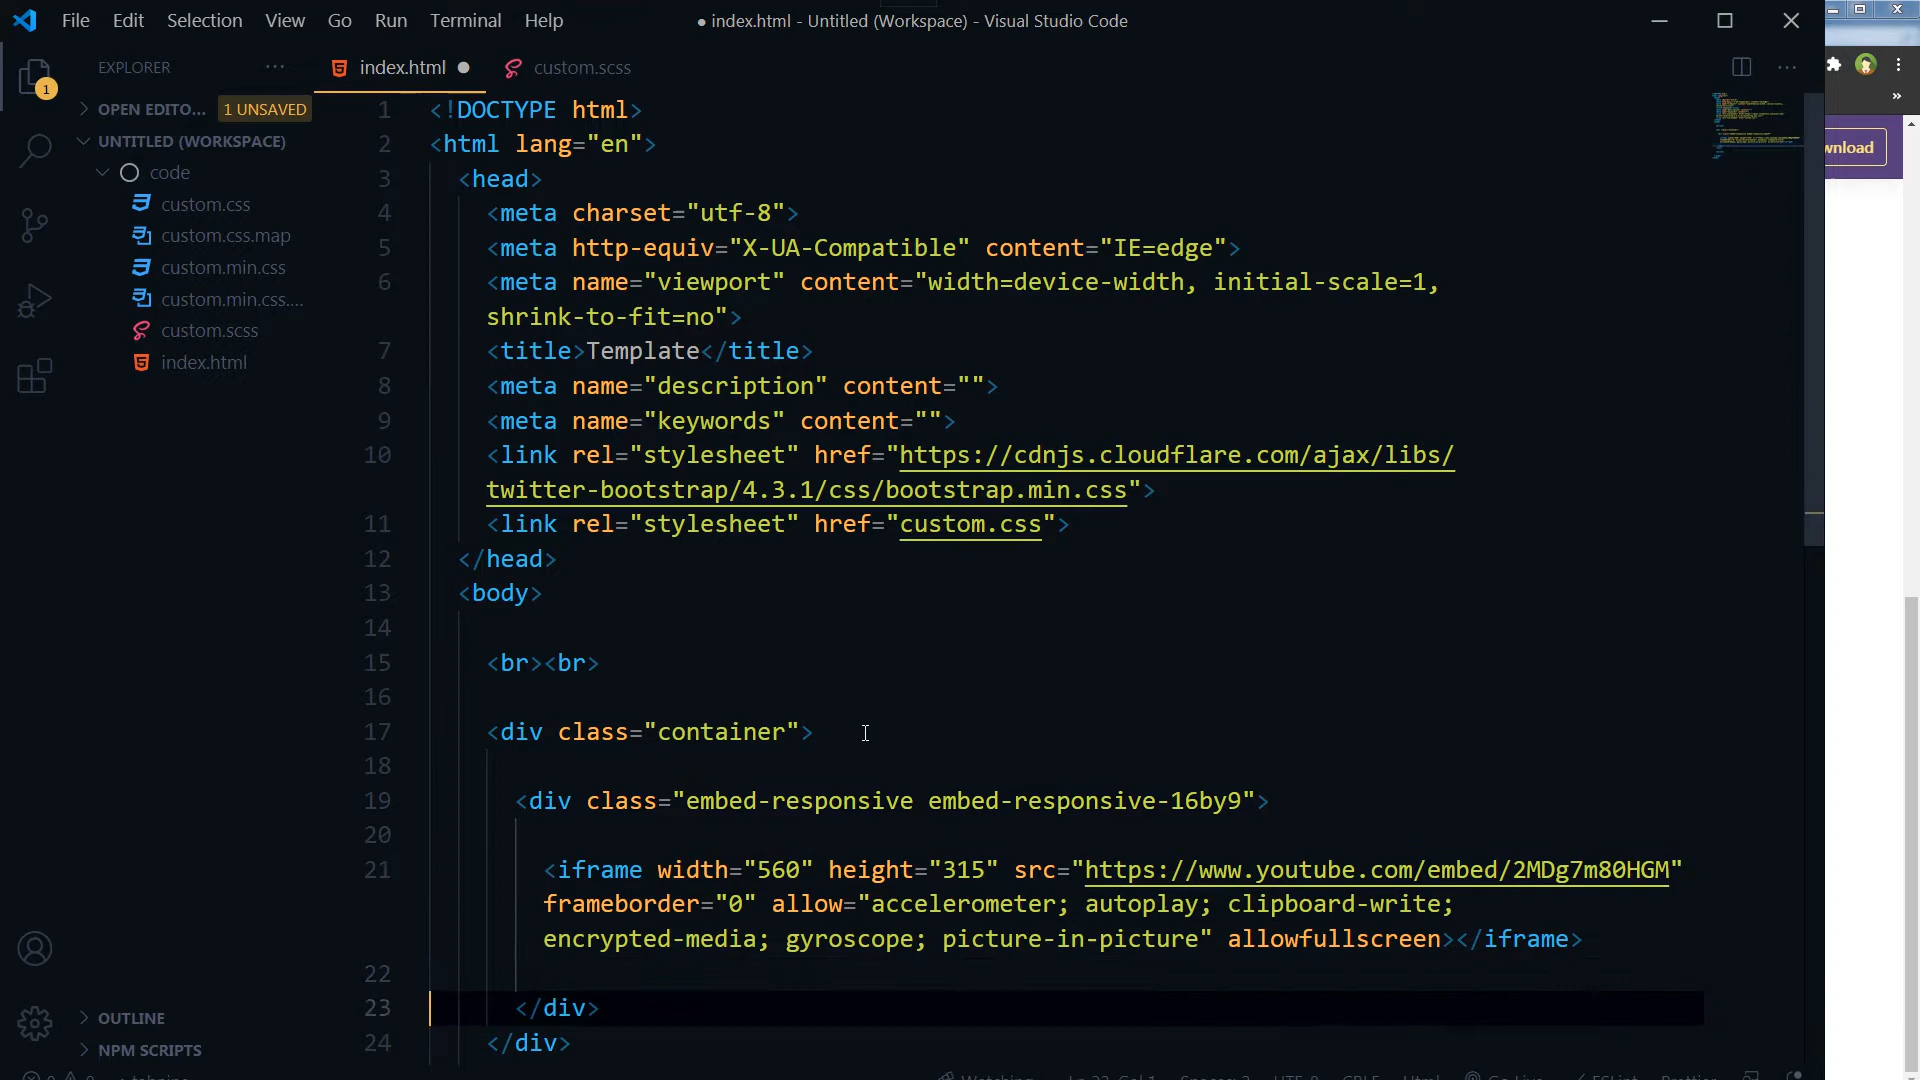 File Edit Selection View Go Run Terminal Help ● index.html - Untitled (Workspace) - Visual Studio Code
EXPLORER ··· index.html ● custom.scss ···
1
OPEN EDITO... 1 UNSAVED
UNTITLED (WORKSPACE)
code
custom.css
custom.css.map
custom.min.css
custom.min.css....
custom.scss
index.html
OUTLINE
NPM SCRIPTS
1 <!DOCTYPE html>
2 <html lang="en">
3 <head>
4 <meta charset="utf-8">
5 <meta http-equiv="X-UA-Compatible" content="IE=edge">
6 <meta name="viewport" content="width=device-width, initial-scale=1,
shrink-to-fit=no">
7 <title>Template</title>
8 <meta name="description" content="">
9 <meta name="keywords" content="">
10 <link rel="stylesheet" href="https://cdnjs.cloudflare.com/ajax/libs/
twitter-bootstrap/4.3.1/css/bootstrap.min.css">
11 <link rel="stylesheet" href="custom.css">
12 </head>
13 <body>
14
15 <br><br>
16
17 <div class="container">
18
19 <div class="embed-responsive embed-responsive-16by9">
20
21 <iframe width="560" height="315" src="https://www.youtube.com/embed/2MDg7m80HGM"
frameborder="0" allow="accelerometer; autoplay; clipboard-write;
encrypted-media; gyroscope; picture-in-picture" allowfullscreen></iframe>
22
23 </div>
24 </div>
wnload